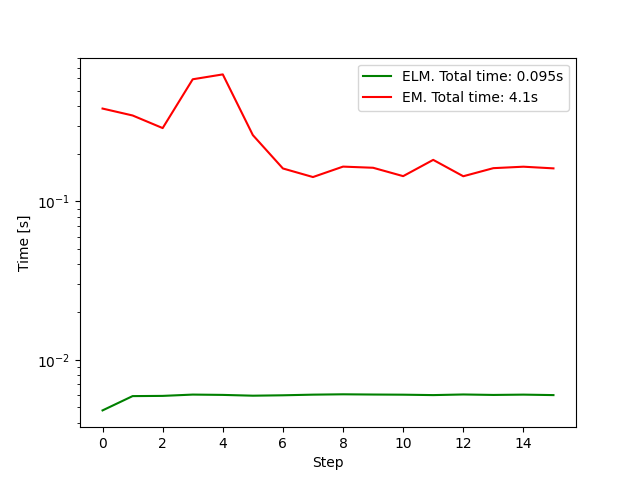 ELM. Total time: 0.095s
EM. Total time: 4.1s
10⁻¹
10⁻²
Time [s]
0 2 4 6 8 10 12 14
Step